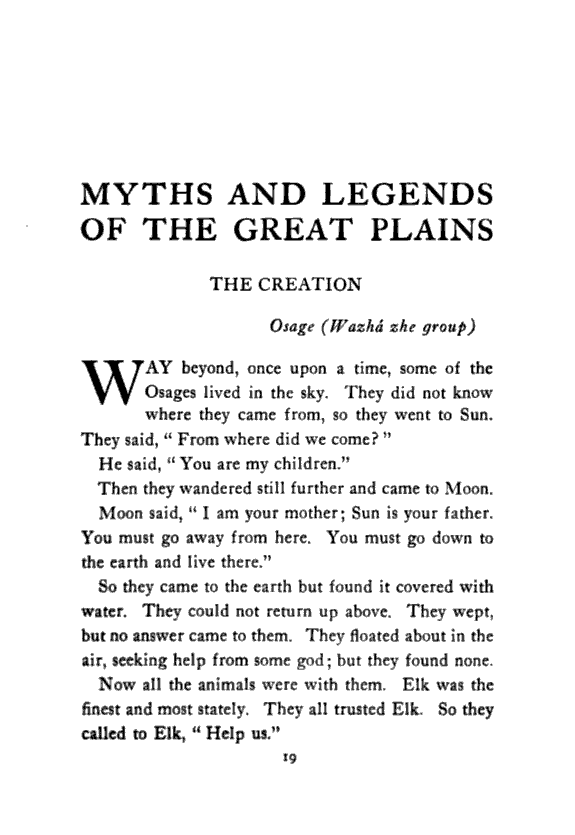 MYTHS AND LEGENDS
OF THE GREAT PLAINS
THE CREATION
Osage (Wazhá zhe group)
WAY beyond, once upon a time, some of the
Osages lived in the sky. They did not know
where they came from, so they went to Sun.
They said, “ From where did we come? ”
He said, “ You are my children.”
Then they wandered still further and came to Moon.
Moon said, “ I am your mother; Sun is your father.
You must go away from here. You must go down to
the earth and live there.”
So they came to the earth but found it covered with
water. They could not return up above. They wept,
but no answer came to them. They floated about in the
air, seeking help from some god; but they found none.
Now all the animals were with them. Elk was the
finest and most stately. They all trusted Elk. So they
called to Elk, “ Help us.”
19